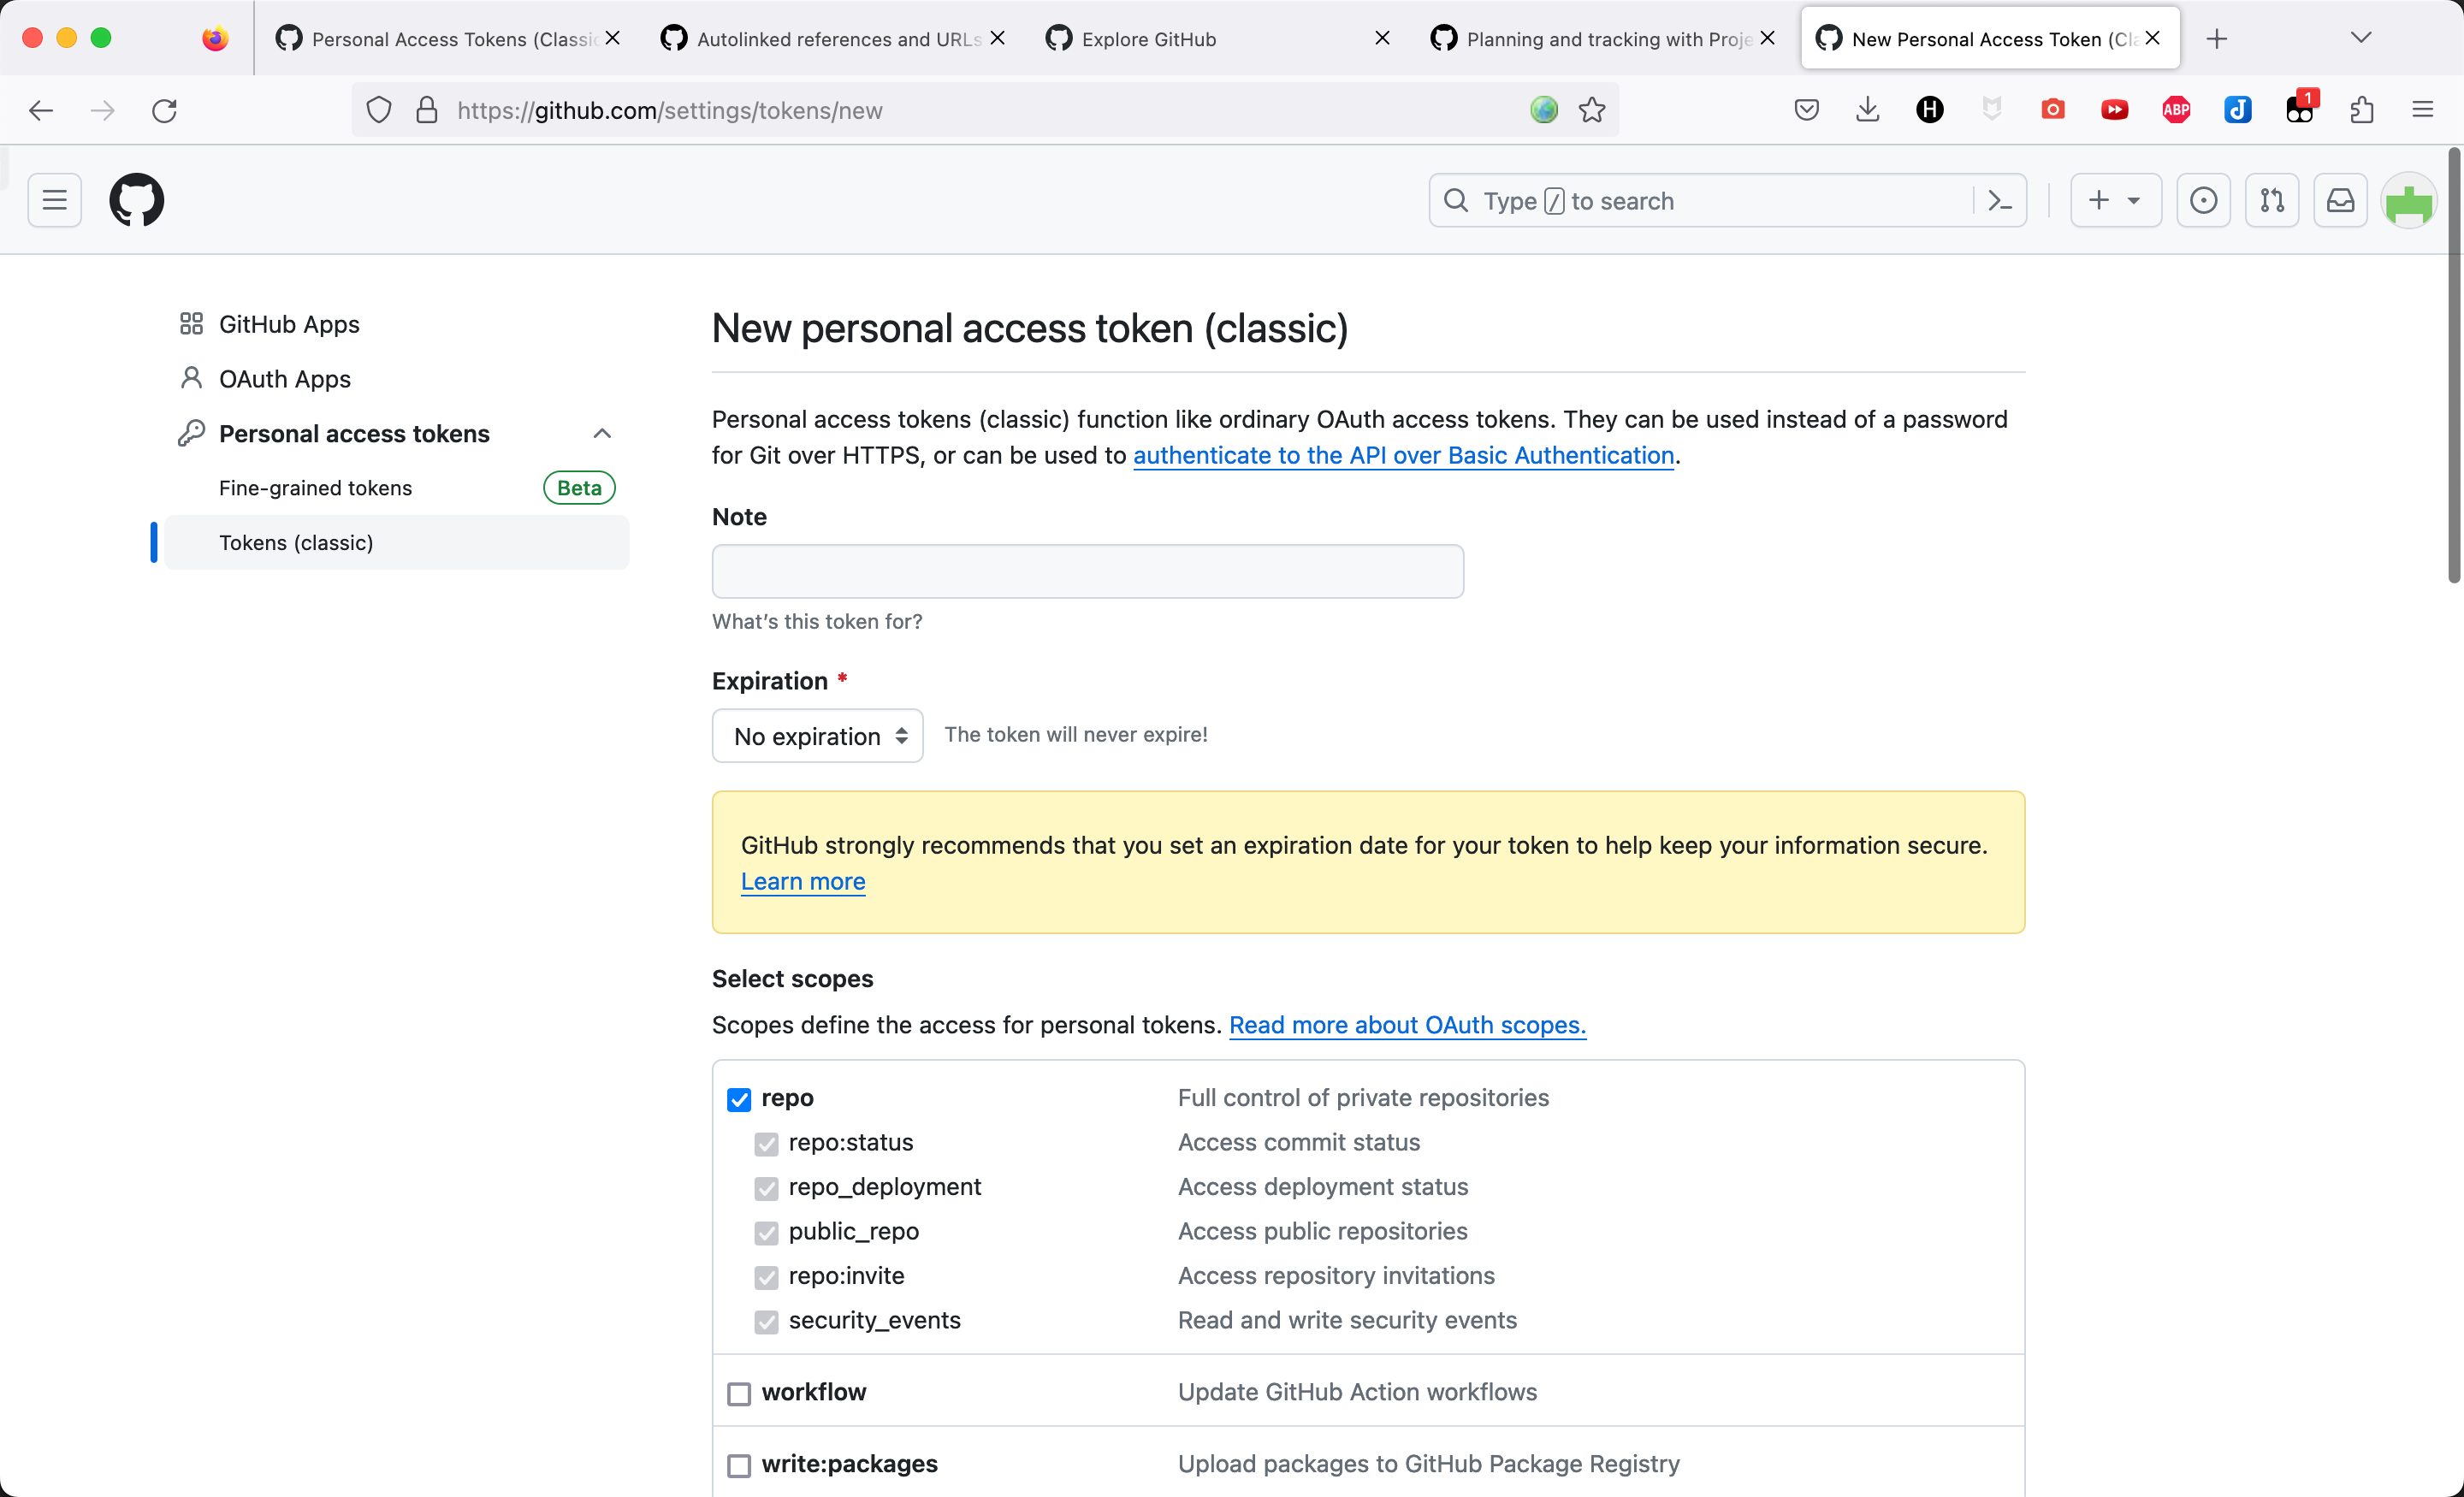 Personal Access Tokens (Classic
Autolinked references and URLs
Explore GitHub
Planning and tracking with Proje
New Personal Access Token (Cla
https://github.com/settings/tokens/new
H
ABP
J
1
Type / to search
GitHub Apps
OAuth Apps
Personal access tokens
Fine-grained tokens
Beta
Tokens (classic)
New personal access token (classic)
Personal access tokens (classic) function like ordinary OAuth access tokens. They can be used instead of a password
for Git over HTTPS, or can be used to authenticate to the API over Basic Authentication.
Note
What's this token for?
Expiration *
No expiration
The token will never expire!
GitHub strongly recommends that you set an expiration date for your token to help keep your information secure.
Learn more
Select scopes
Scopes define the access for personal tokens. Read more about OAuth scopes.
repo Full control of private repositories
repo:status Access commit status
repo_deployment Access deployment status
public_repo Access public repositories
repo:invite Access repository invitations
security_events Read and write security events
workflow Update GitHub Action workflows
write:packages Upload packages to GitHub Package Registry